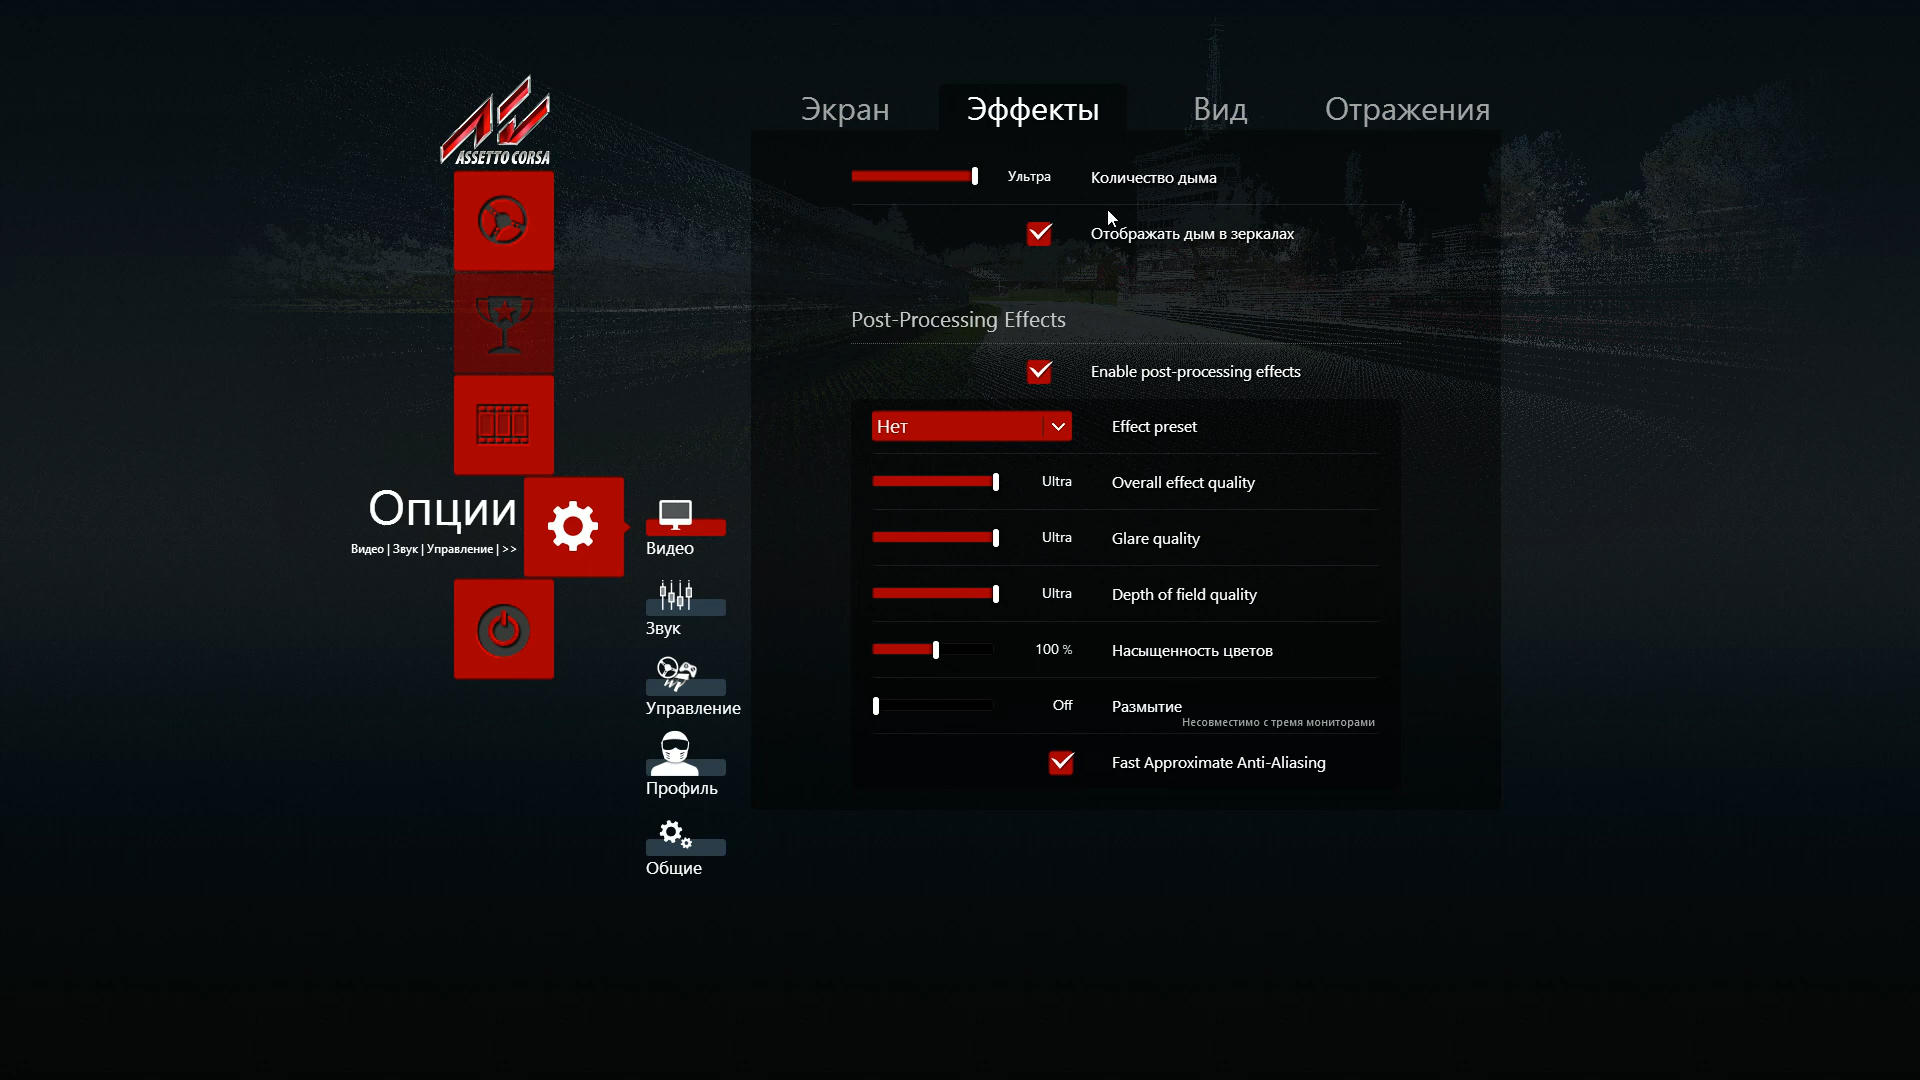 ASSETTO CORSA
Экран
Эффекты
Вид
Отражения
Ультра
Количество дыма
Отображать дым в зеркалах
Post-Processing Effects
Enable post-processing effects
Нет
Effect preset
Ultra
Overall effect quality
Ultra
Glare quality
Ultra
Depth of field quality
100 %
Насыщенность цветов
Off
Размытие
Несовместимо с тремя мониторами
Fast Approximate Anti-Aliasing
Опции
Видео | Звук | Управление | >>
Видео
Звук
Управление
Профиль
Общие